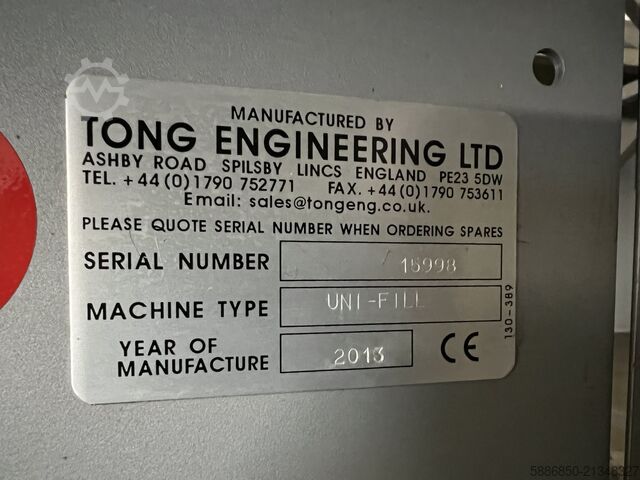 MANUFACTURED BY
TONG ENGINEERING LTD
ASHBY ROAD SPILSBY LINCS ENGLAND PE23 5DW
TEL. +44(0)1790 752771 FAX. +44(0)1790 753611
Email: sales@tongeng.co.uk.
PLEASE QUOTE SERIAL NUMBER WHEN ORDERING SPARES
SERIAL NUMBER 15998
MACHINE TYPE UNI-FILL
YEAR OF
MANUFACTURE 2013 CE
130-389
5886850-21348327